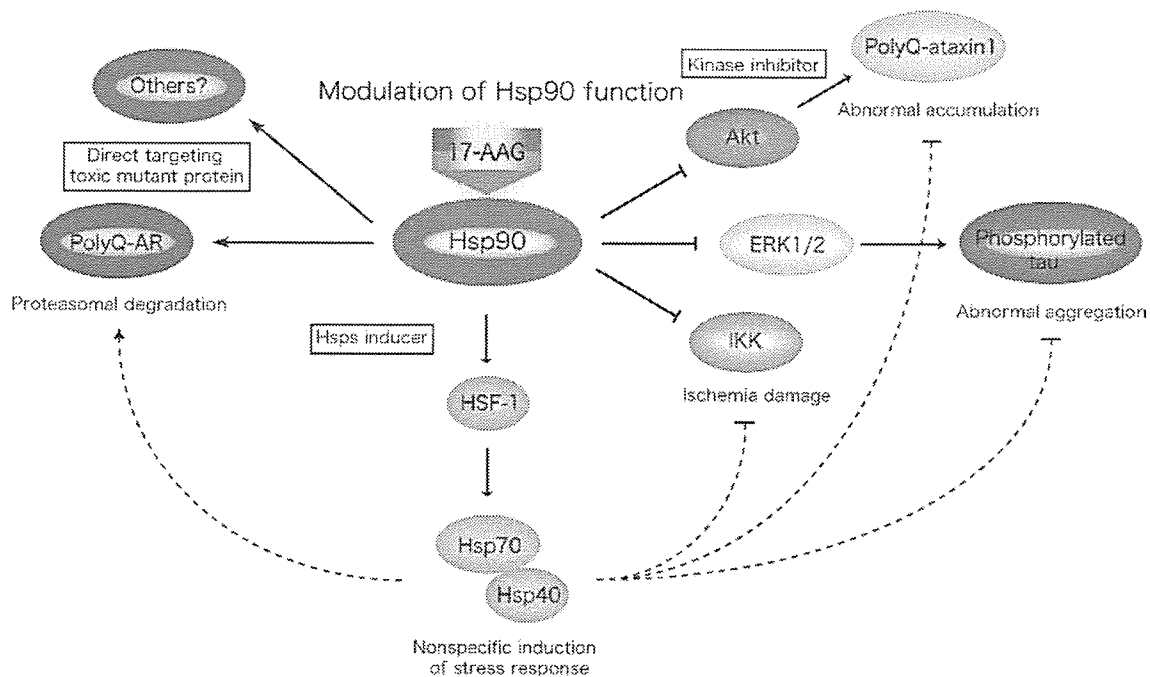 PolyQ-ataxin1
Kinase inhibitor
Others?
Modulation of Hsp90 function
Abnormal accumulation
Akt
17-AAG
Direct targeting
toxic mutant protein
PolyQ-AR
Hsp90
ERK1/2
Phosphorylated
tau
Proteasomal degradation
Abnormal aggregation
Hsps inducer
IKK
Ischemia damage
HSF-1
Hsp70
Hsp40
Nonspecific induction
of stress response